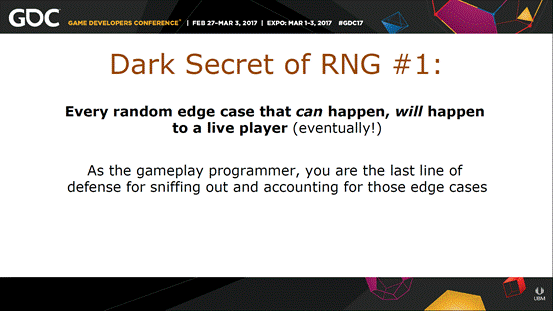 GDC GAME DEVELOPERS CONFERENCE® | FEB 27-MAR 3, 2017 | EXPO: MAR 1-3, 2017 #GDC17
Dark Secret of RNG #1:
Every random edge case that can happen, will happen
to a live player (eventually!)
As the gameplay programmer, you are the last line of
defense for sniffing out and accounting for those edge cases
UBM